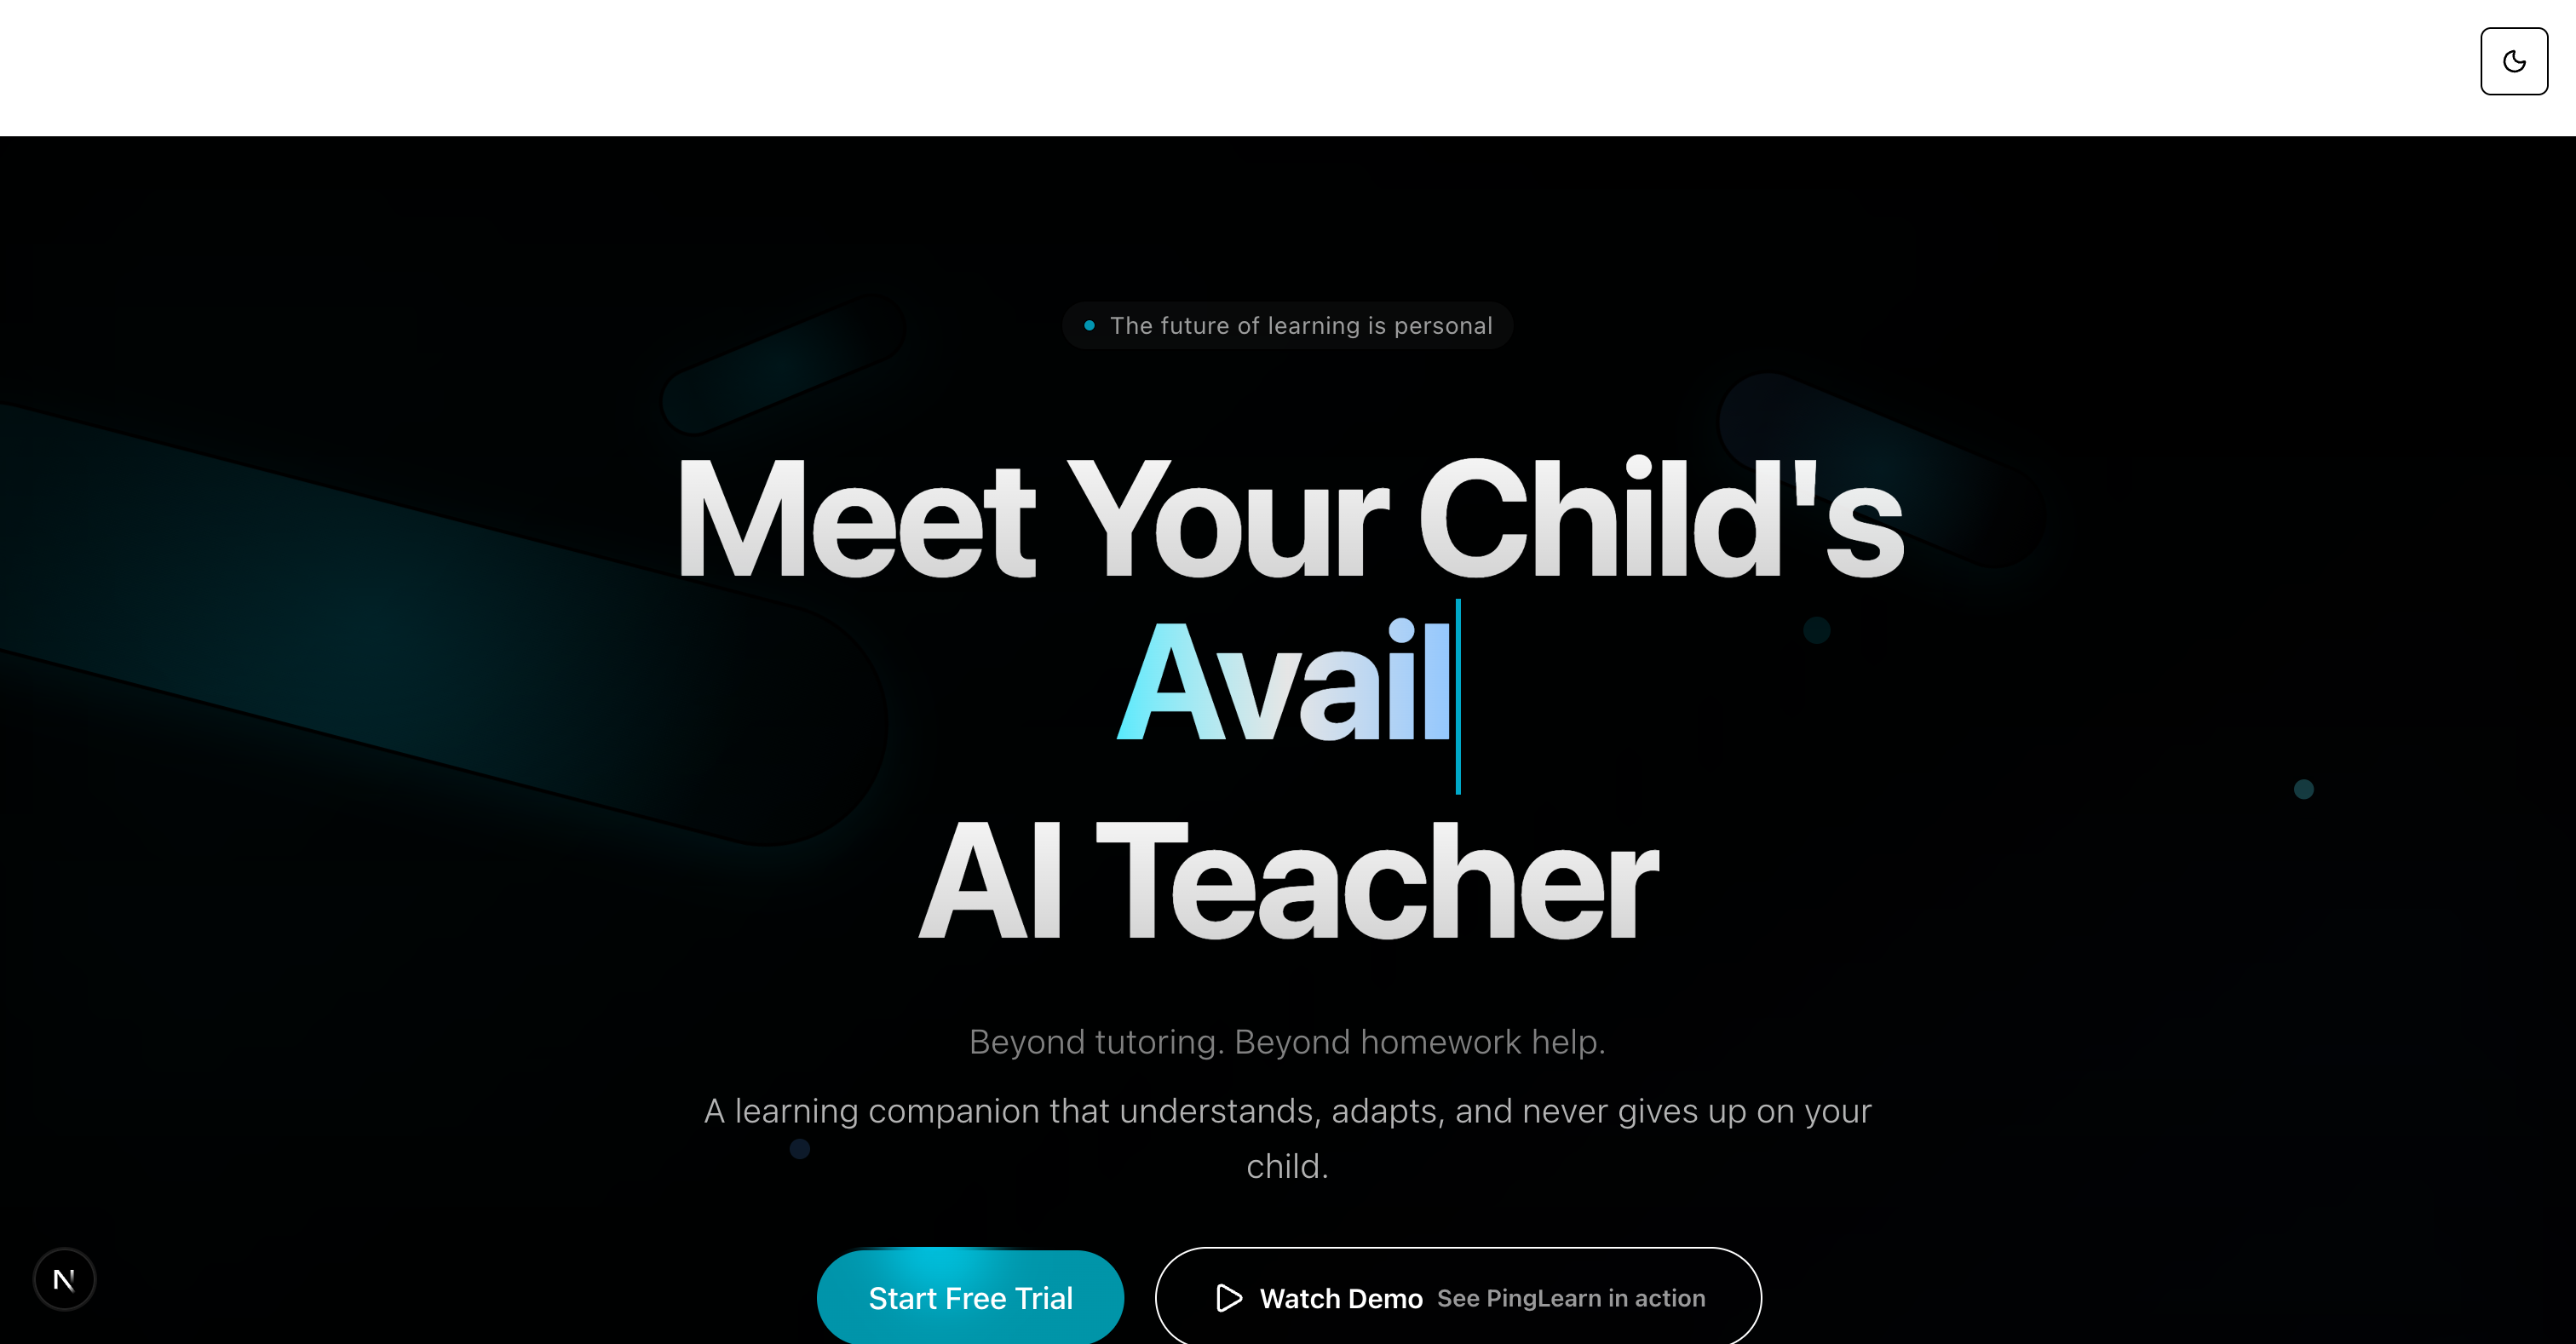 The future of learning is personal
Meet Your Child's
Avail
AI Teacher
Beyond tutoring. Beyond homework help.
A learning companion that understands, adapts, and never gives up on your
child.
Start Free Trial
Watch Demo See PingLearn in action
N